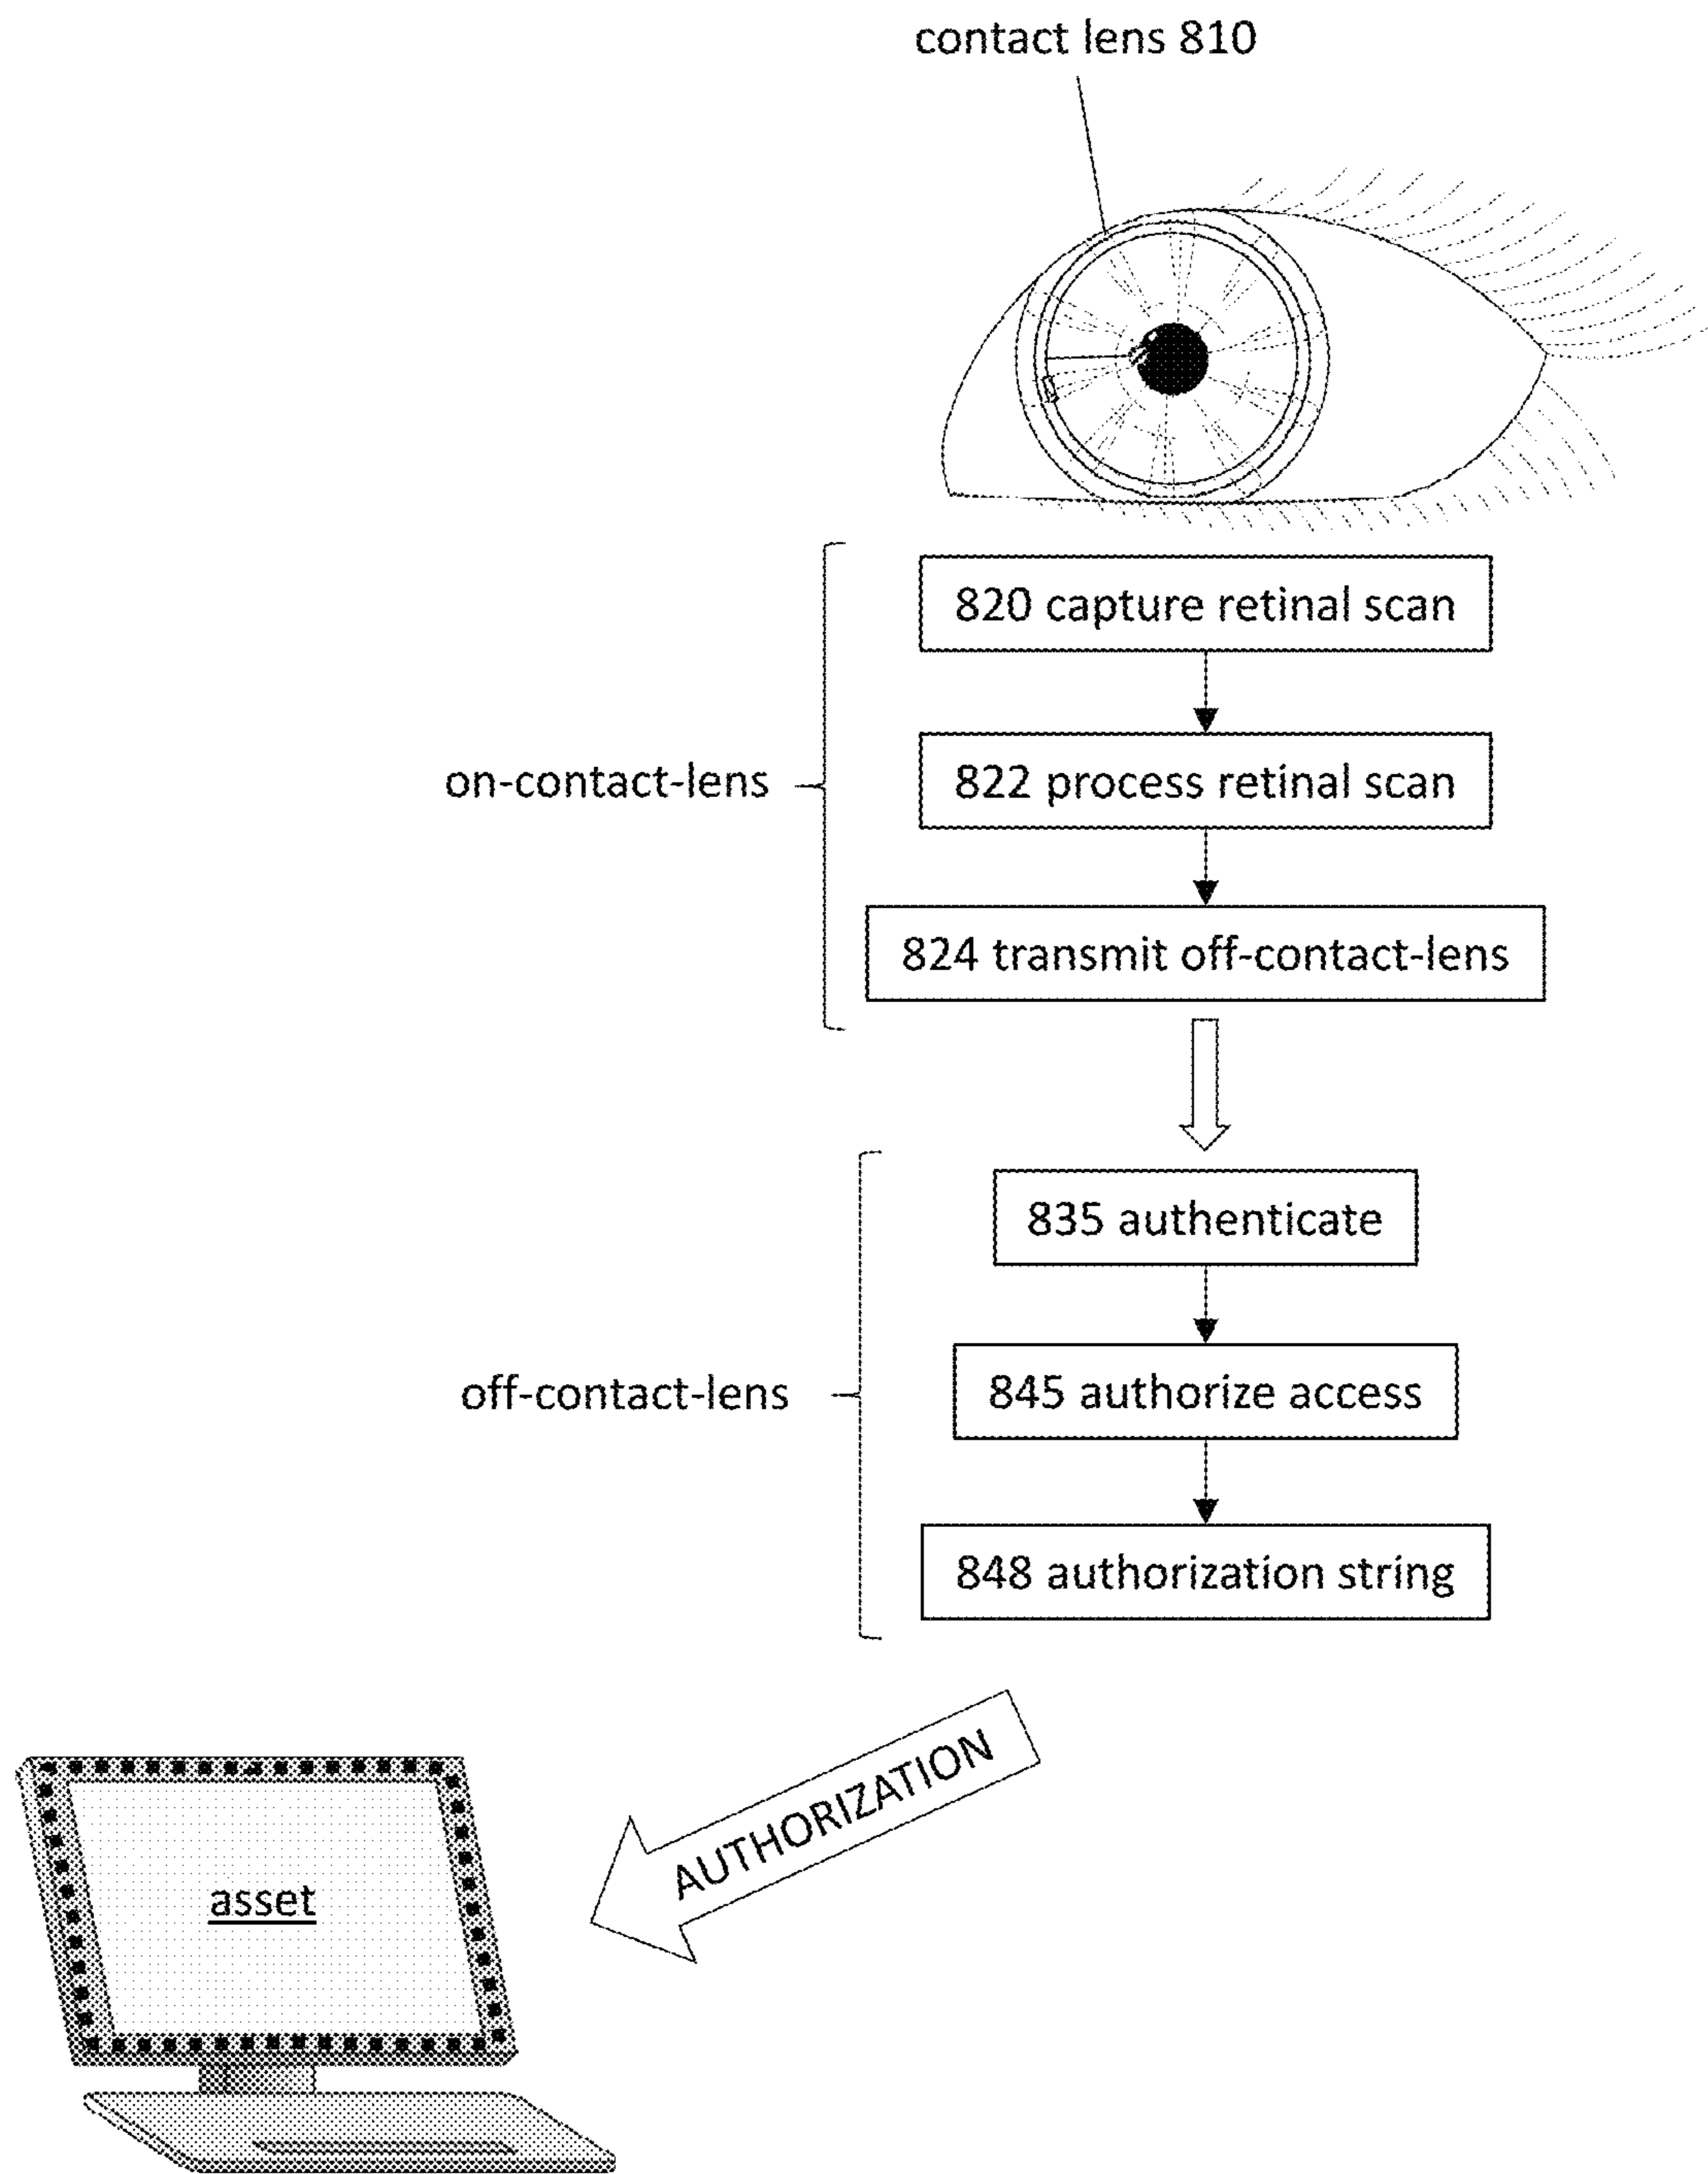 contact lens 810
820 capture retinal scan
on-contact-lens
822 process retinal scan
824 transmit off-contact-lens
835 authenticate
off-contact-lens
845 authorize access
848 authorization string
AUTHORIZATION
asset